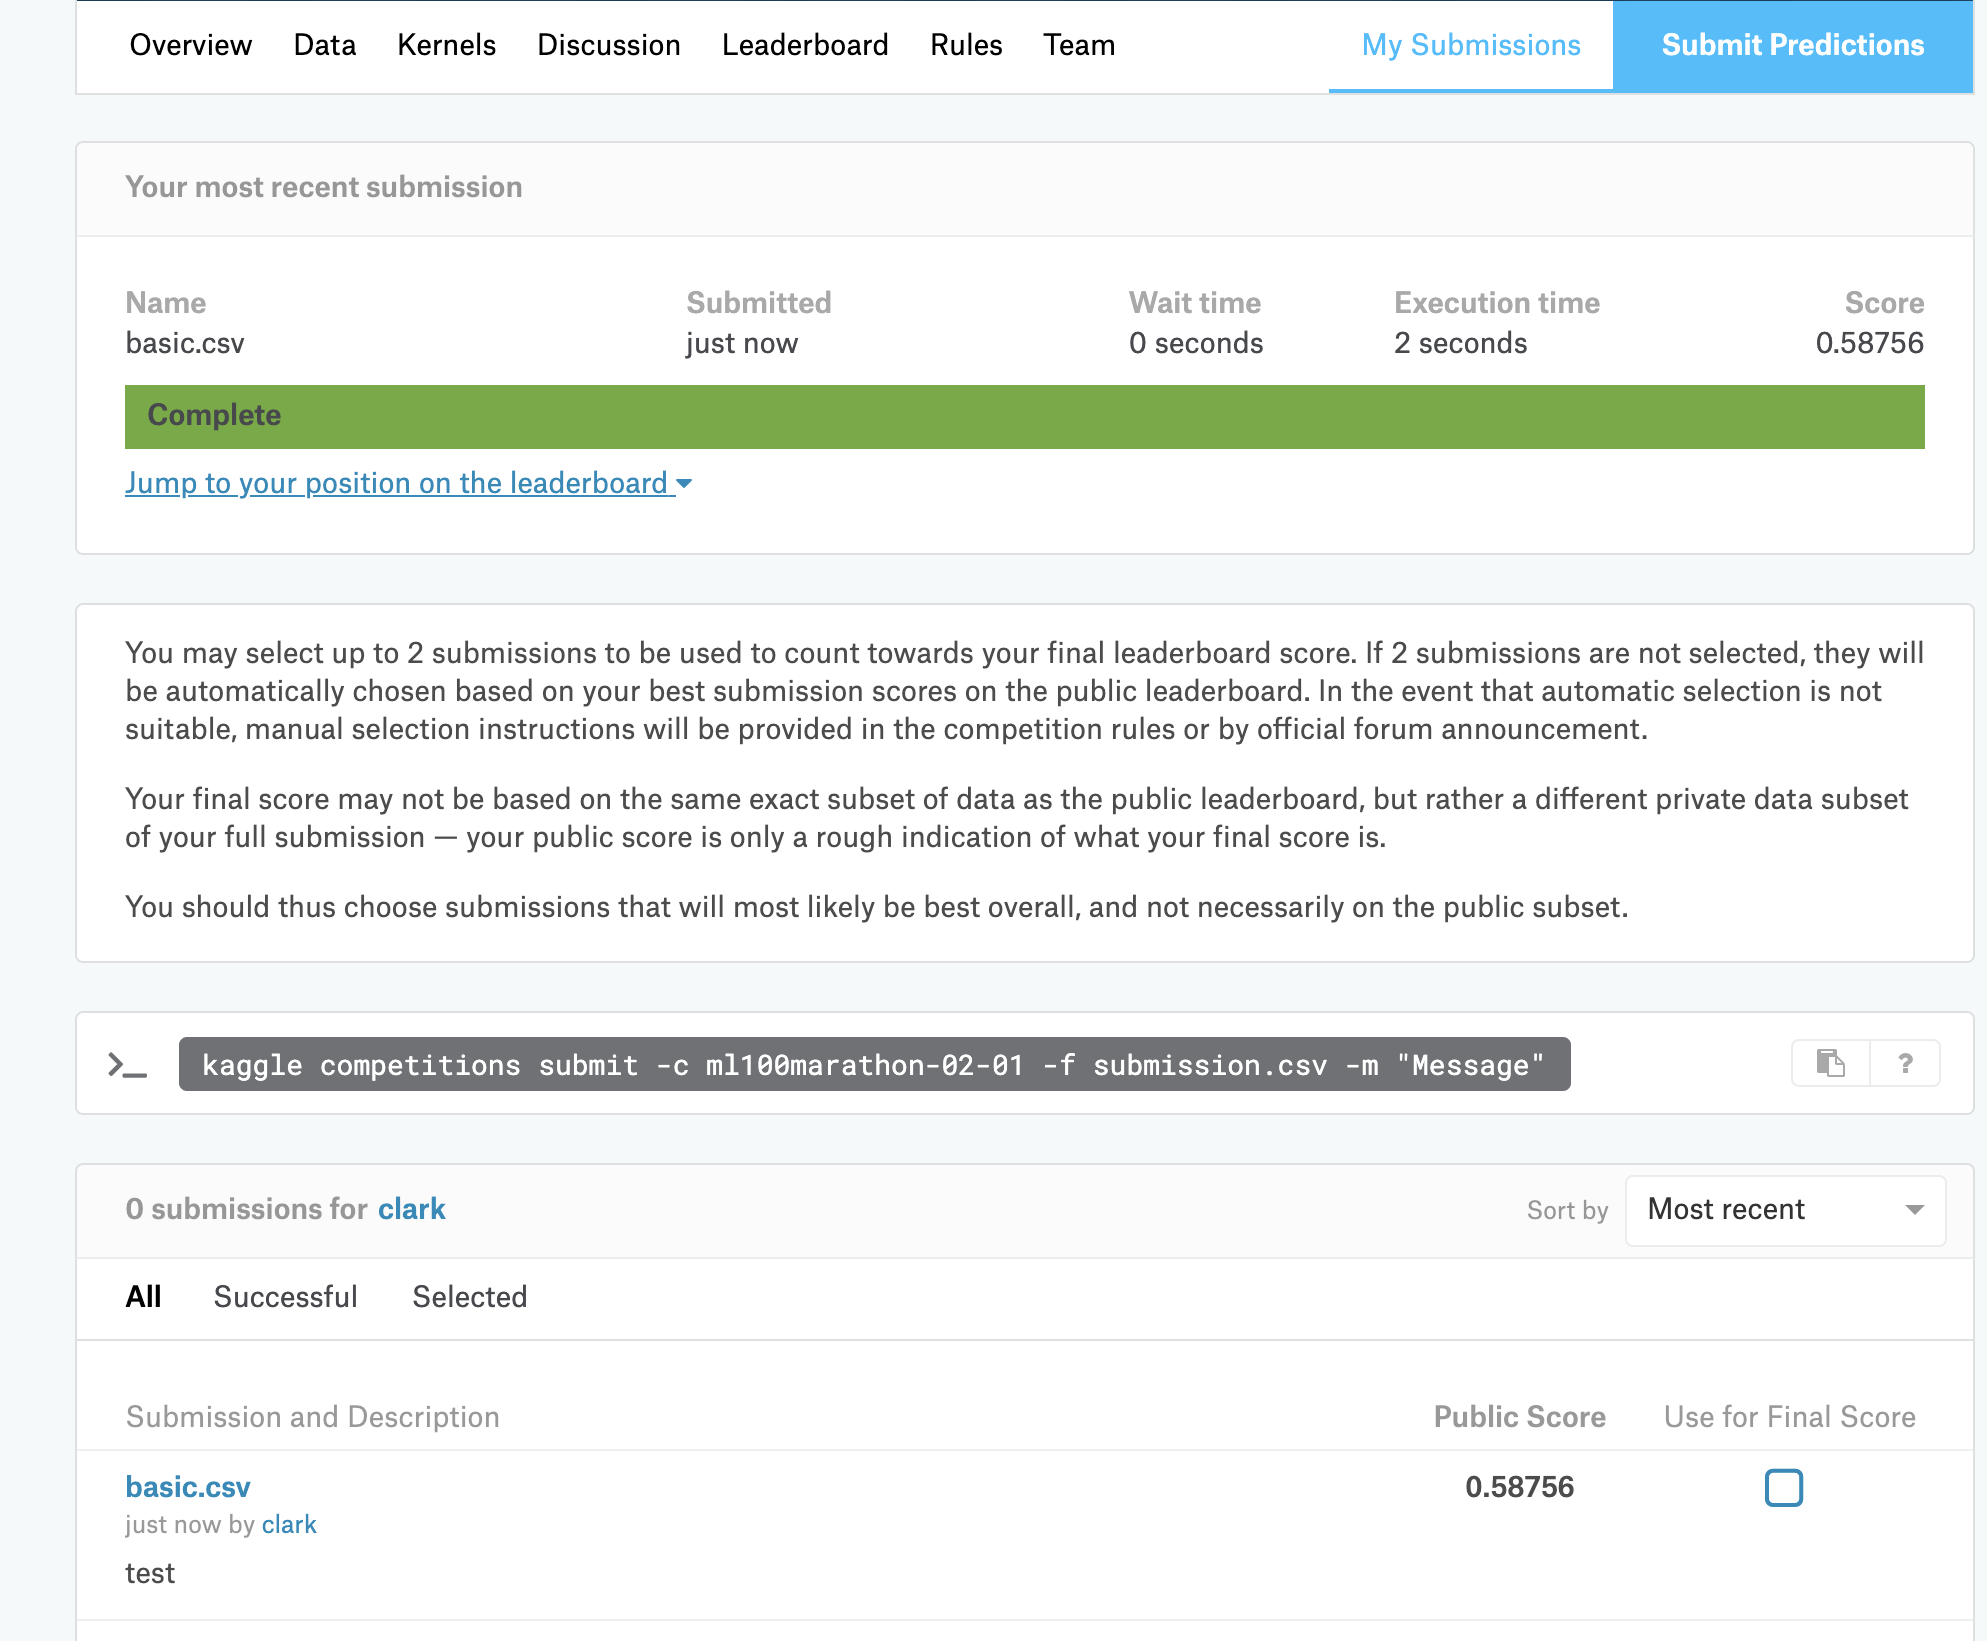 Overview Data Kernels Discussion Leaderboard Rules Team My Submissions Submit Predictions
Your most recent submission
Name Submitted Wait time Execution time Score
basic.csv just now 0 seconds 2 seconds 0.58756
Complete
Jump to your position on the leaderboard
You may select up to 2 submissions to be used to count towards your final leaderboard score. If 2 submissions are not selected, they will
be automatically chosen based on your best submission scores on the public leaderboard. In the event that automatic selection is not
suitable, manual selection instructions will be provided in the competition rules or by official forum announcement.
Your final score may not be based on the same exact subset of data as the public leaderboard, but rather a different private data subset
of your full submission — your public score is only a rough indication of what your final score is.
You should thus choose submissions that will most likely be best overall, and not necessarily on the public subset.
>_ kaggle competitions submit -c ml100marathon-02-01 -f submission.csv -m "Message" ?
0 submissions for clark Sort by Most recent
All Successful Selected
Submission and Description Public Score Use for Final Score
basic.csv 0.58756
just now by clark
test